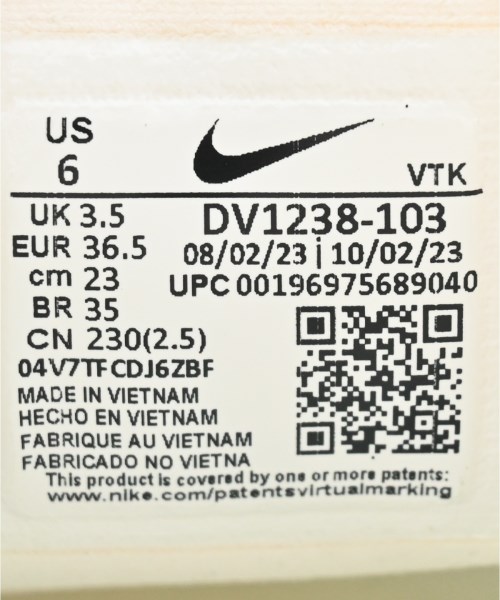 US
6
VTK
UK 3.5
EUR 36.5
cm 23
BR 35
CN 230(2.5)
DV1238-103
08/02/23 | 10/02/23
UPC 00196975689040
04V7TFCDJ6ZBF
MADE IN VIETNAM
HECHO EN VIETNAM
FABRIQUE AU VIETNAM
FABRICADO NO VIETNA
This product is covered by one or more patents:
www.nike.com/patentsvirtualmarking